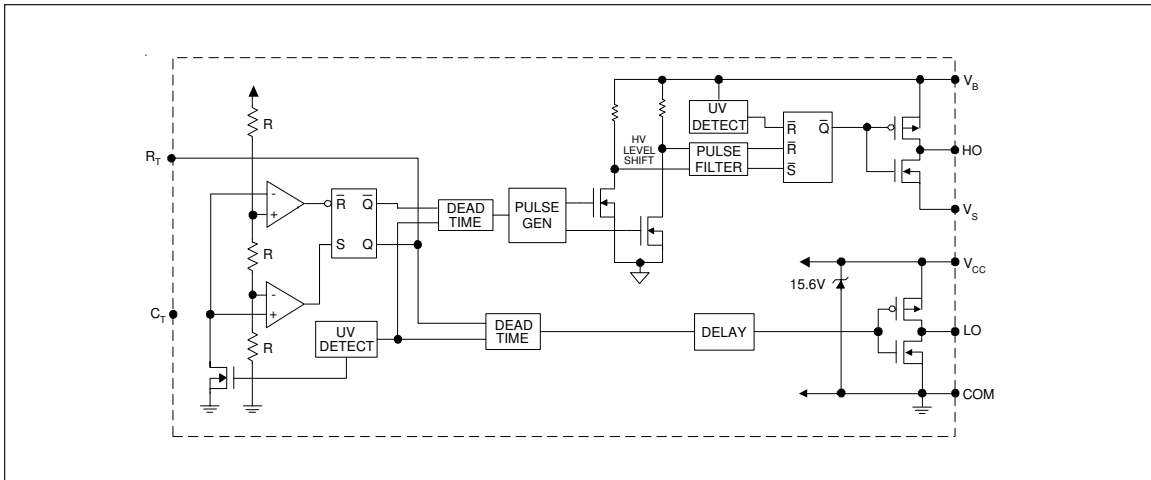 R
V_B
UV
DETECT
R̅
Q̅
HV
LEVEL
SHIFT
R_T
PULSE
FILTER
R̅
S̅
HO
-
+
R̅
Q̅
DEAD
TIME
PULSE
GEN
V_S
R
S
Q
V_CC
-
+
15.6V
C_T
R
UV
DETECT
DEAD
TIME
DELAY
LO
COM